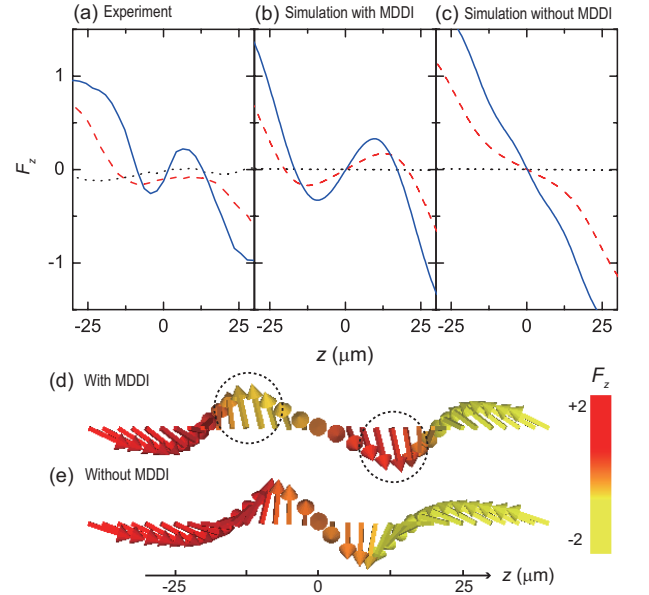 (a) Experiment (b) Simulation with MDDI (c) Simulation without MDDI
1
0
-1
F_z
-25 0 25 -25 0 25 -25 0 25
z (μm)
(d) With MDDI
F_z
+2
-2
(e) Without MDDI
-25 0 25 z (μm)